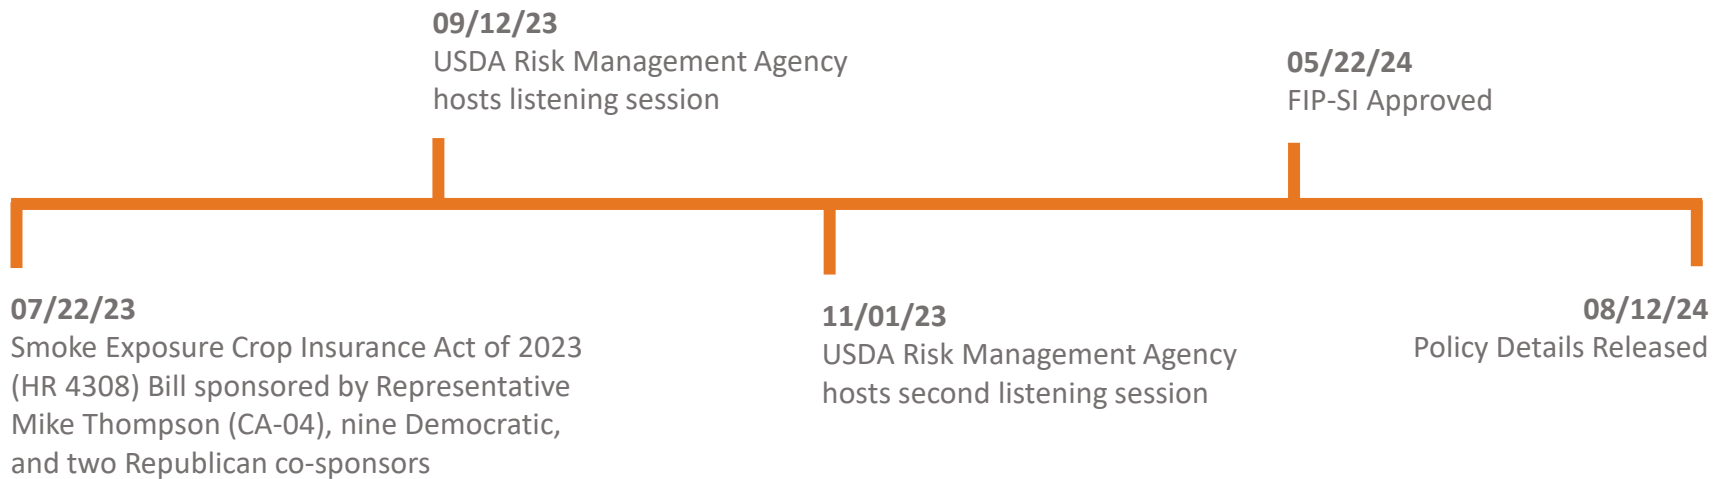 09/12/23
USDA Risk Management Agency
hosts listening session
05/22/24
FIP-SI Approved
07/22/23
Smoke Exposure Crop Insurance Act of 2023
(HR 4308) Bill sponsored by Representative
Mike Thompson (CA-04), nine Democratic,
and two Republican co-sponsors
11/01/23
USDA Risk Management Agency
hosts second listening session
08/12/24
Policy Details Released